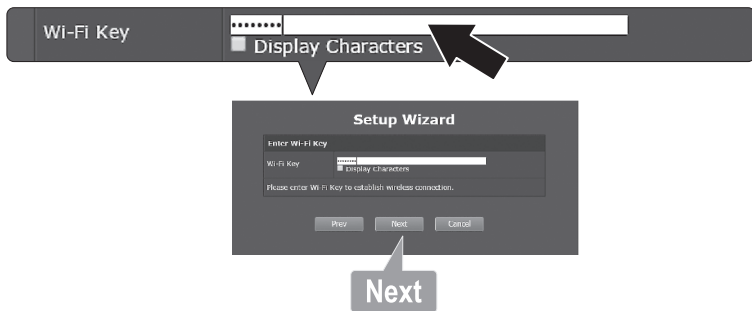 Wi-Fi Key
••••••••
Display Characters
Setup Wizard
Enter Wi-Fi Key
Wi-Fi Key
••••••••
Display Characters
Please enter Wi-Fi Key to establish wireless connection.
Prev Next Cancel
Next